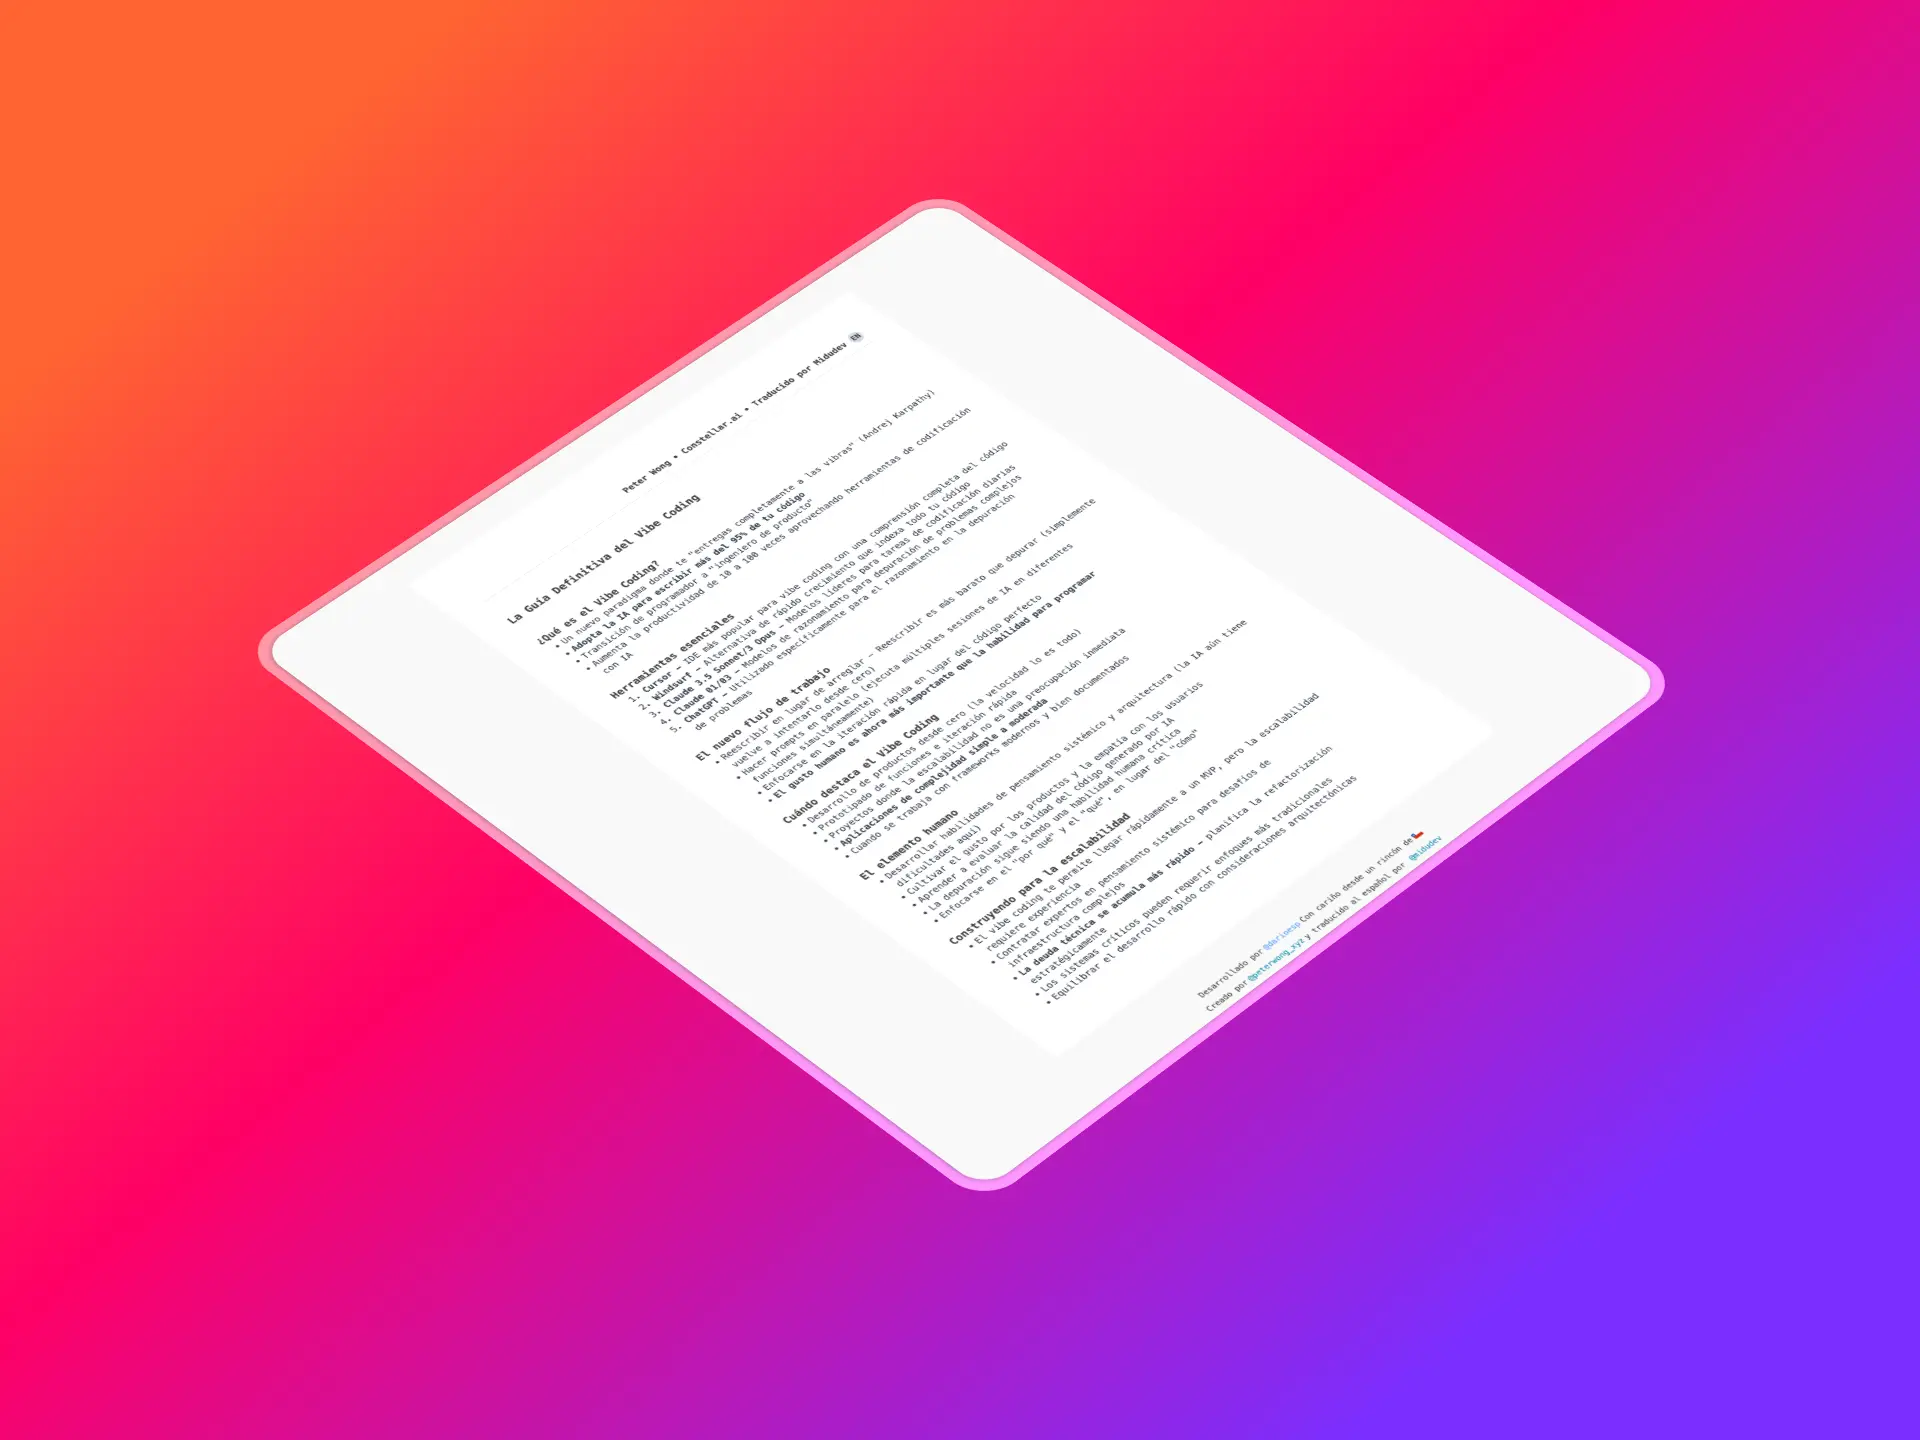 Peter Wong • Constellar.ai • Traducido por Midudev EN
La Guía Definitiva del Vibe Coding
¿Qué es el Vibe Coding?
• Un nuevo paradigma donde te "entregas completamente a las vibras" (Andrej Karpathy)
• Adopta la IA para escribir más del 95% de tu código
• Transición de programador a "ingeniero de producto"
• Aumenta la productividad de 10 a 100 veces aprovechando herramientas de codificación
con IA
Herramientas esenciales
1. Cursor – IDE más popular para vibe coding con una comprensión completa del código
2. Windsurf – Alternativa de rápido crecimiento que indexa todo tu código
3. Claude 3.5 Sonnet/3 Opus – Modelos líderes para tareas de codificación diarias
4. Claude 01/03 – Modelos de razonamiento para depuración de problemas complejos
5. ChatGPT – Utilizado específicamente para el razonamiento en la depuración
de problemas
El nuevo flujo de trabajo
• Reescribir en lugar de arreglar – Reescribir es más barato que depurar (simplemente
vuelve a intentarlo desde cero)
• Hacer prompts en paralelo (ejecuta múltiples sesiones de IA en diferentes
funciones simultáneamente)
• Enfocarse en la iteración rápida en lugar del código perfecto
• El gusto humano es ahora más importante que la habilidad para programar
Cuándo destaca el Vibe Coding
• Desarrollo de productos desde cero (la velocidad lo es todo)
• Prototipado de funciones e iteración rápida
• Proyectos donde la escalabilidad no es una preocupación inmediata
• Aplicaciones de complejidad simple a moderada
• Cuando se trabaja con frameworks modernos y bien documentados
El elemento humano
• Desarrollar habilidades de pensamiento sistémico y arquitectura (la IA aún tiene
dificultades aquí)
• Cultivar el gusto por los productos y la empatía con los usuarios
• Aprender a evaluar la calidad del código generado por IA
• La depuración sigue siendo una habilidad humana crítica
• Enfocarse en el "por qué" y el "qué", en lugar del "cómo"
Construyendo para la escalabilidad
• El vibe coding te permite llegar rápidamente a un MVP, pero la escalabilidad
requiere experiencia
• Contratar expertos en pensamiento sistémico para desafíos de
infraestructura complejos
• La deuda técnica se acumula más rápido – planifica la refactorización
estratégicamente
• Los sistemas críticos pueden requerir enfoques más tradicionales
• Equilibrar el desarrollo rápido con consideraciones arquitectónicas
Desarrollado por @darioesp Con cariño desde un rincón de
Creado por @peterwong_xyz y traducido al español por @midudev